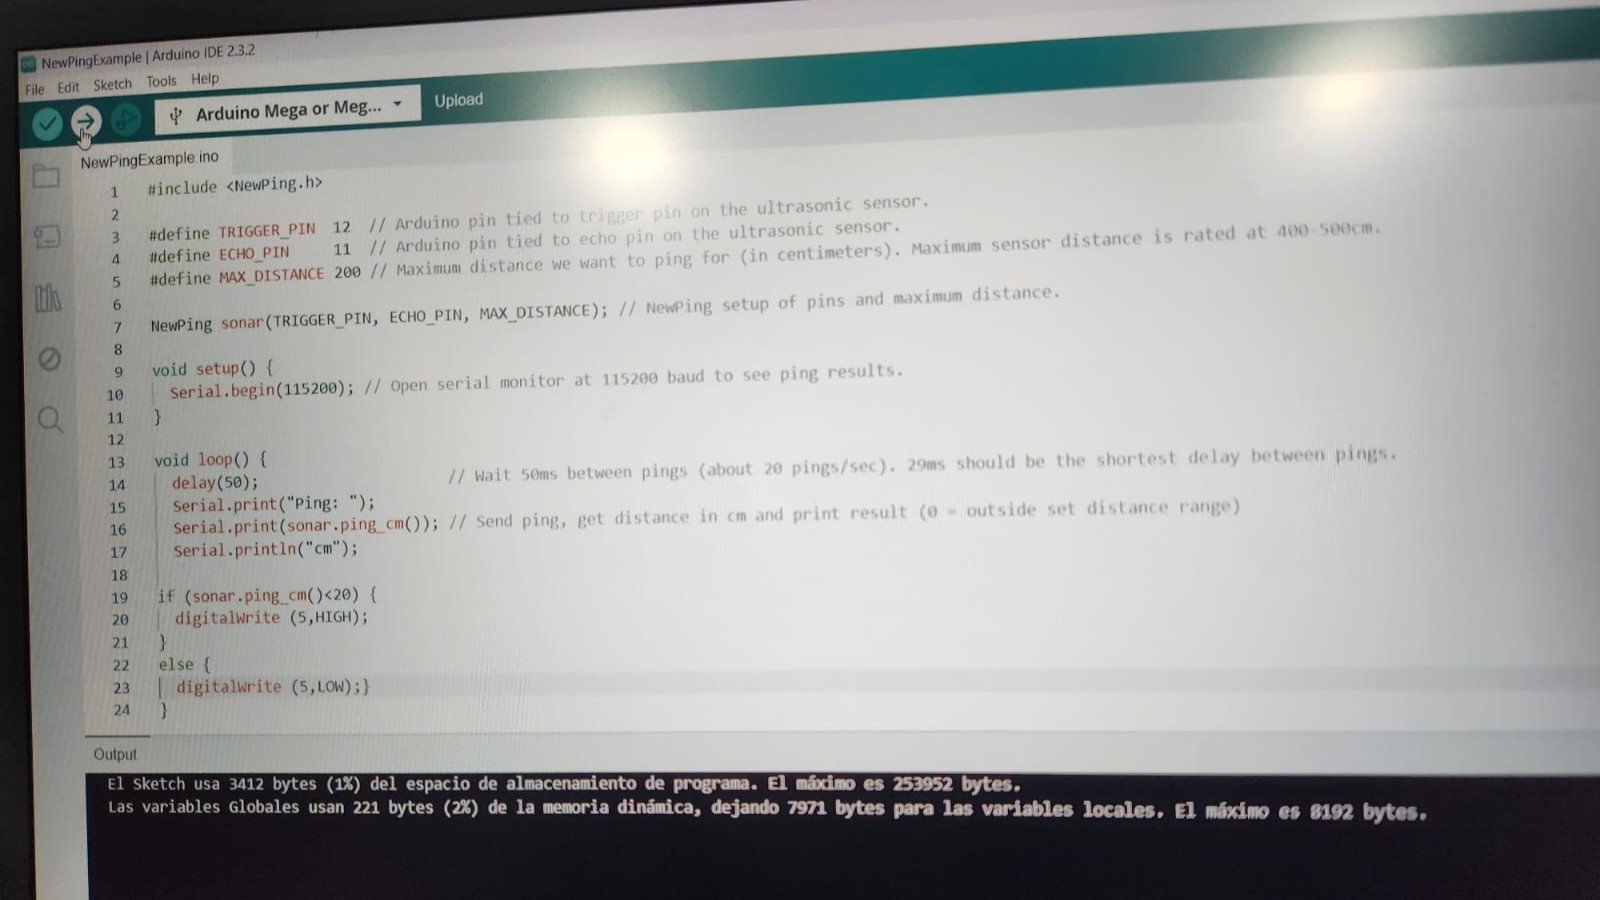 NewPingExample | Arduino IDE 2.3.2
File Edit Sketch Tools Help
Arduino Mega or Meg... Upload
NewPingExample.ino
1 #include <NewPing.h>
2
3 #define TRIGGER_PIN 12 // Arduino pin tied to trigger pin on the ultrasonic sensor.
4 #define ECHO_PIN 11 // Arduino pin tied to echo pin on the ultrasonic sensor.
5 #define MAX_DISTANCE 200 // Maximum distance we want to ping for (in centimeters). Maximum sensor distance is rated at 400-500cm.
6
7 NewPing sonar(TRIGGER_PIN, ECHO_PIN, MAX_DISTANCE); // NewPing setup of pins and maximum distance.
8
9 void setup() {
10 Serial.begin(115200); // Open serial monitor at 115200 baud to see ping results.
11 }
12
13 void loop() {
14 delay(50); // Wait 50ms between pings (about 20 pings/sec). 29ms should be the shortest delay between pings.
15 Serial.print("Ping: ");
16 Serial.print(sonar.ping_cm()); // Send ping, get distance in cm and print result (0 = outside set distance range)
17 Serial.println("cm");
18
19 if (sonar.ping_cm()<20) {
20 digitalWrite (5,HIGH);
21 }
22 else {
23 digitalWrite (5,LOW);}
24 }
Output
El Sketch usa 3412 bytes (1%) del espacio de almacenamiento de programa. El máximo es 253952 bytes.
Las variables Globales usan 221 bytes (2%) de la memoria dinámica, dejando 7971 bytes para las variables locales. El máximo es 8192 bytes.